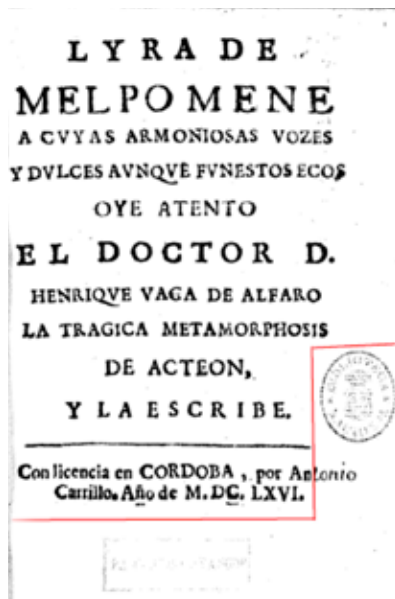 LYRA DE
MELPOMENE
A CVYAS ARMONIOSAS VOZES
Y DVLCES AVNQVE FVNESTOS ECOS
OYE ATENTO
EL DOCTOR D.
HENRIQVE VACA DE ALFARO
LA TRAGICA METAMORPHOSIS
DE ACTEON,
Y LA ESCRIBE.
Con licencia en CORDOBA, por Antonio
Carrillo. Año de M. DC. LXVI.